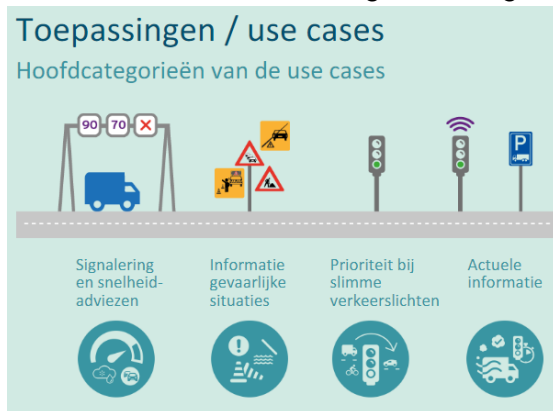 Toepassingen / use cases
Hoofdcategorieën van de use cases
90 70 X
P
Signalering
en snelheid-
adviezen
Informatie
gevaarlijke
situaties
Prioriteit bij
slimme
verkeerslichten
Actuele
informatie